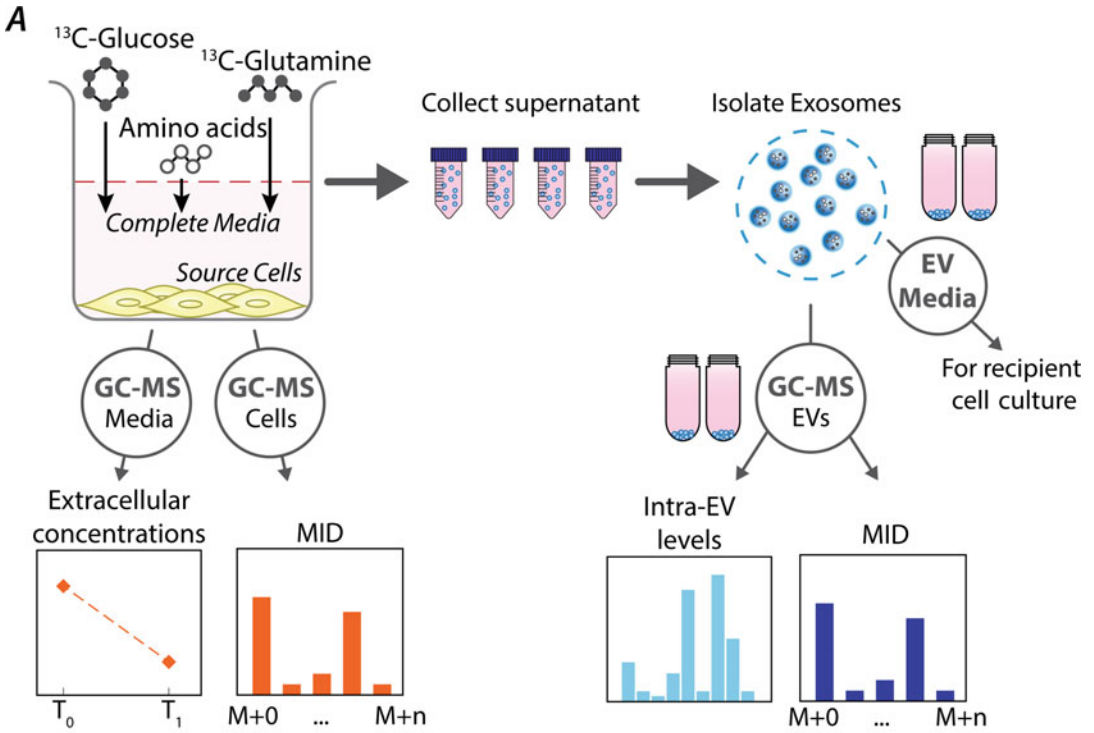 A
¹³C-Glucose
¹³C-Glutamine
Amino acids
Complete Media
Source Cells
Collect supernatant
Isolate Exosomes
EV
Media
For recipient
cell culture
GC-MS
Media
GC-MS
Cells
GC-MS
EVs
Extracellular
concentrations
T₀
T₁
MID
M+0
...
M+n
Intra-EV
levels
MID
M+0
...
M+n